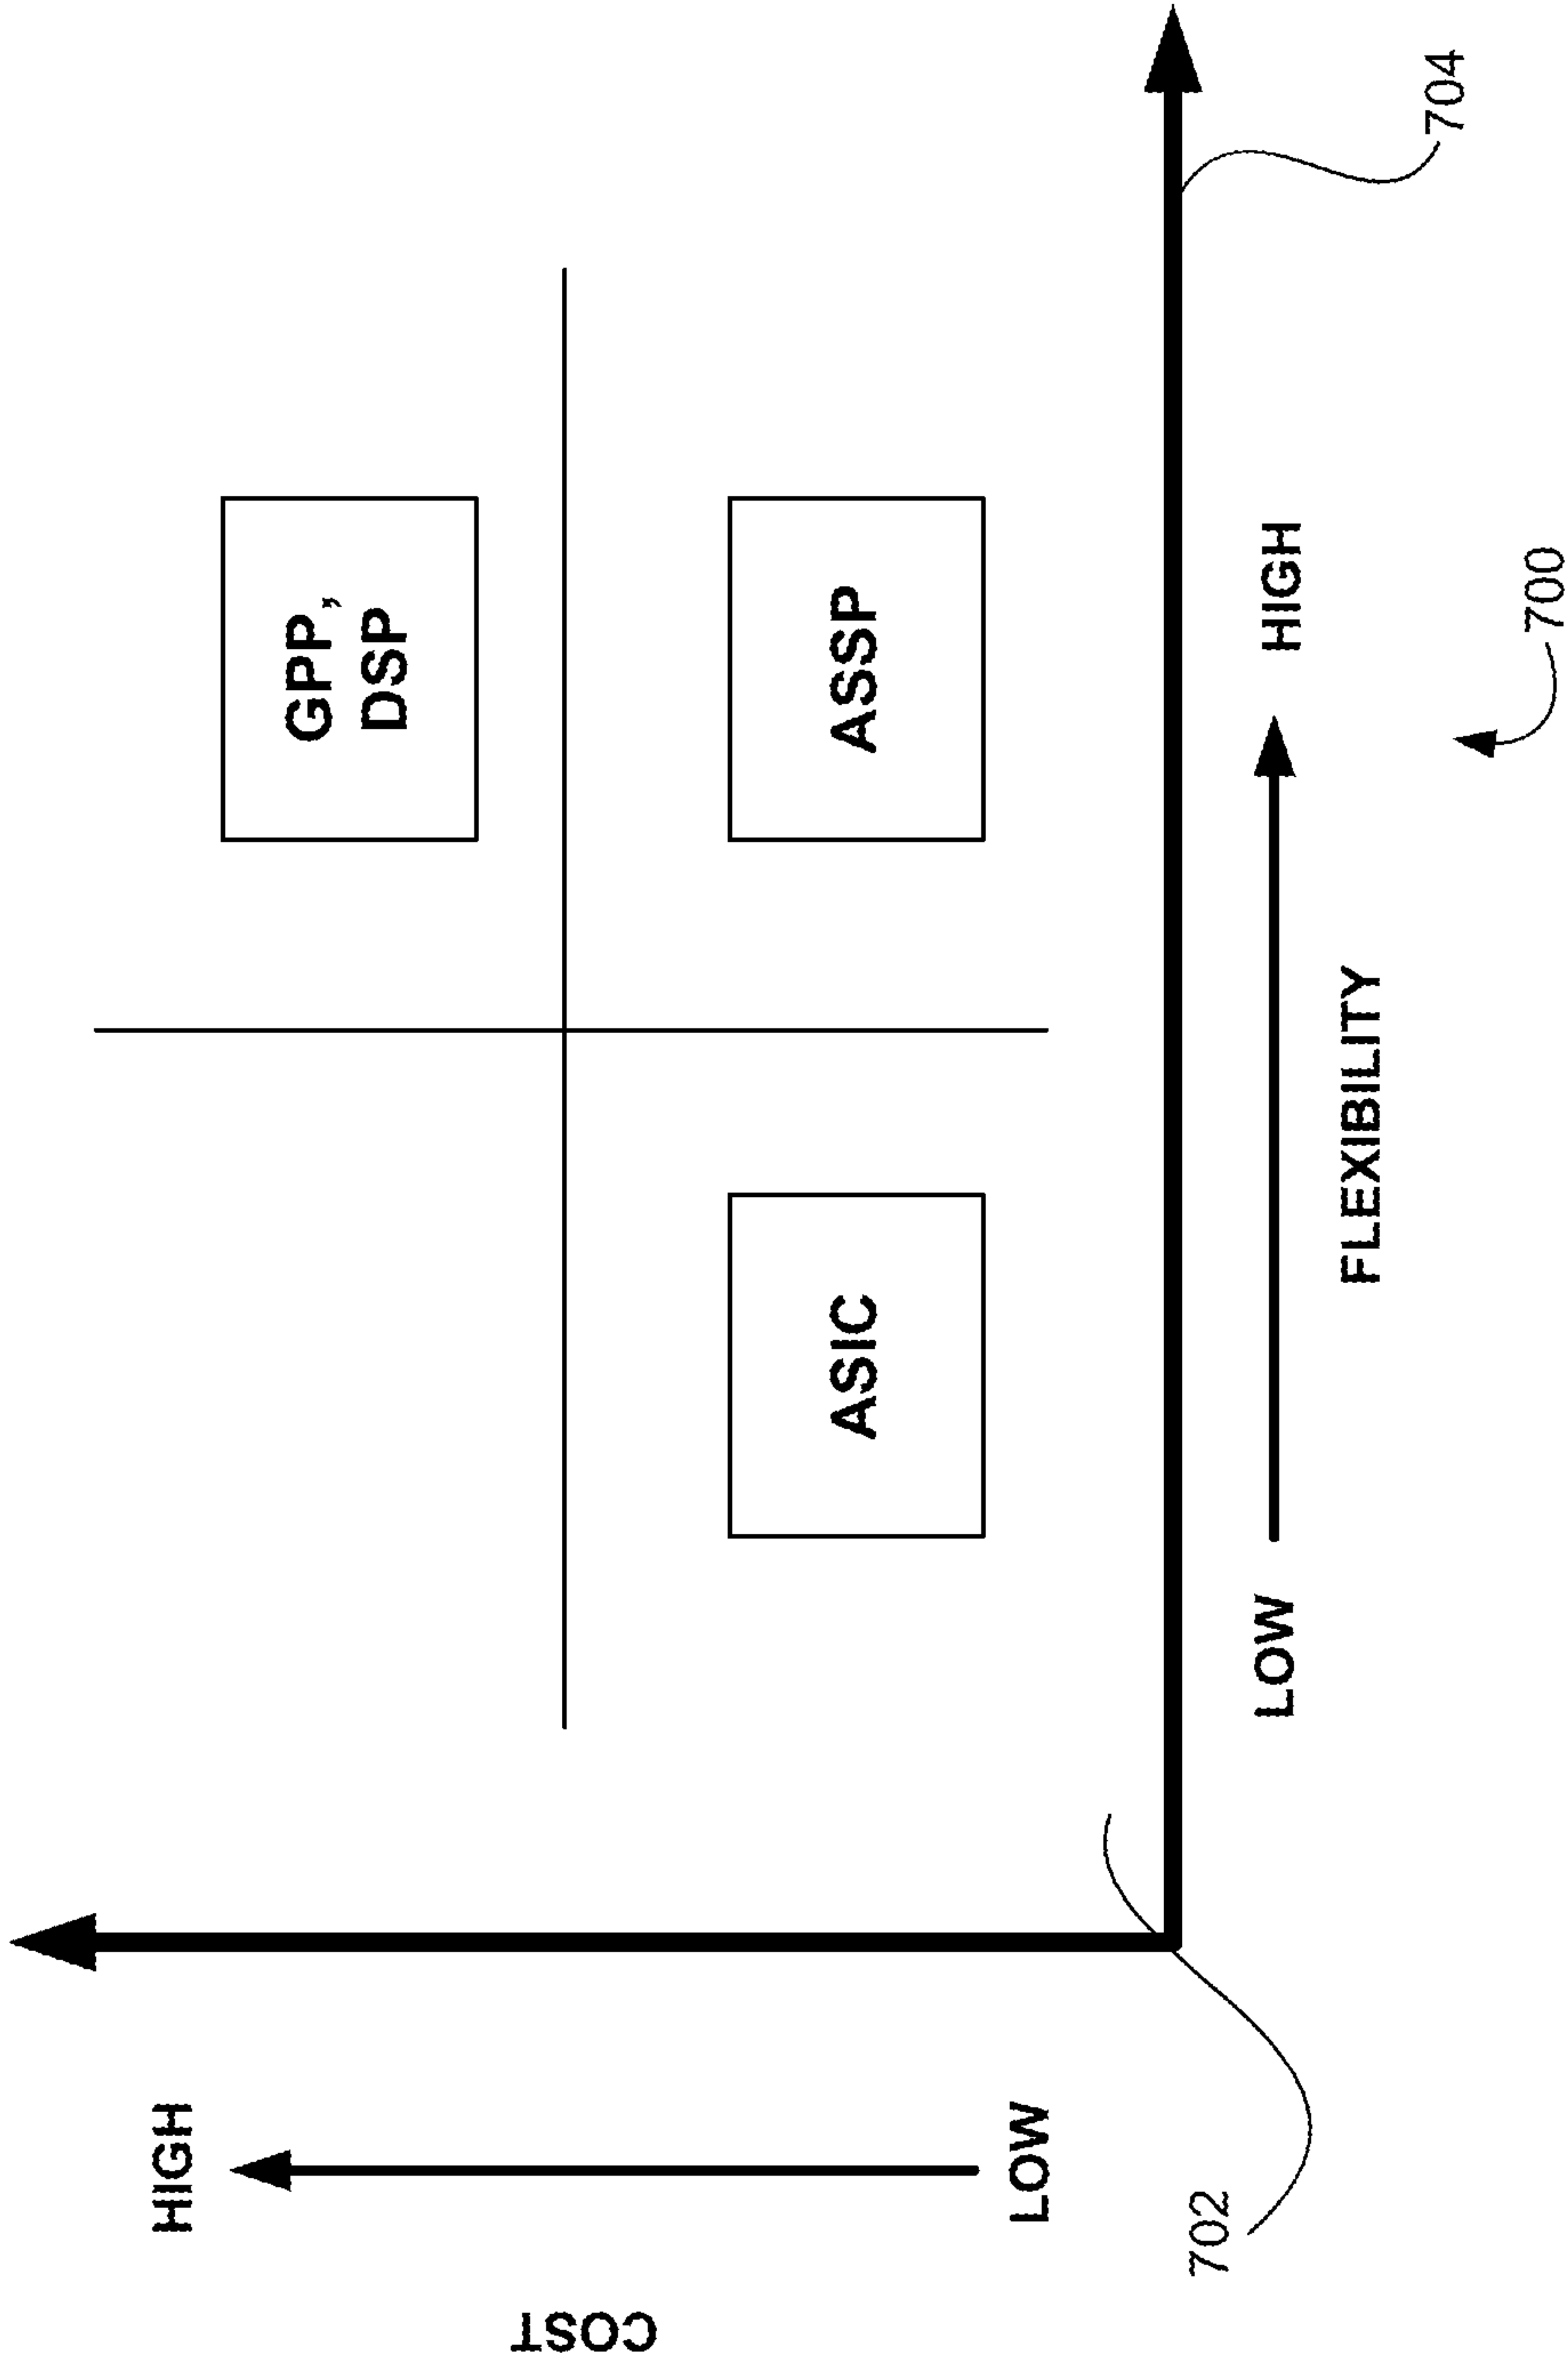 HIGH
COST
LOW
702
GPP,
DSP
ASIC
ASSP
LOW
HIGH
FLEXIBILITY
704
700